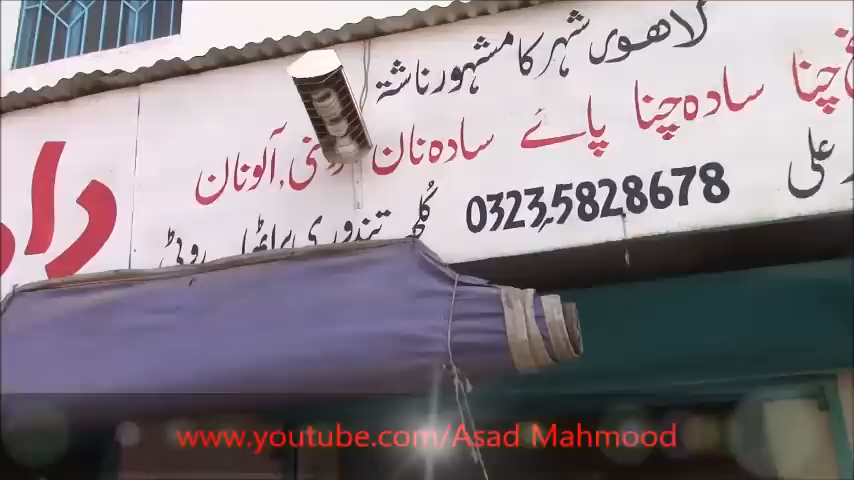 لاھور شہر کا مشہور ناشتہ
چنا سادہ چنا پائے سادہ نان آلو نان
علی 0323.5828678 کلچہ تندوری پراٹھا روٹی
www.youtube.com/Asad Mahmood